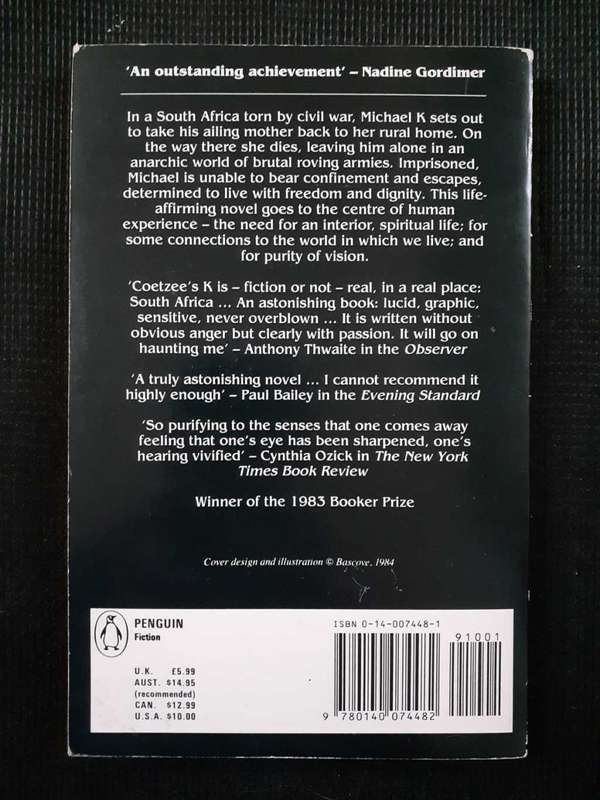 ‘An outstanding achievement’ – Nadine Gordimer
In a South Africa torn by civil war, Michael K sets out
to take his ailing mother back to her rural home. On
the way there she dies, leaving him alone in an
anarchic world of brutal roving armies. Imprisoned,
Michael is unable to bear confinement and escapes,
determined to live with freedom and dignity. This life-
affirming novel goes to the centre of human
experience – the need for an interior, spiritual life; for
some connections to the world in which we live; and
for purity of vision.
‘Coetzee's K is – fiction or not – real, in a real place:
South Africa ... An astonishing book: lucid, graphic,
sensitive, never overblown ... It is written without
obvious anger but clearly with passion. It will go on
haunting me’ – Anthony Thwaite in the Observer
‘A truly astonishing novel ... I cannot recommend it
highly enough’ – Paul Bailey in the Evening Standard
‘So purifying to the senses that one comes away
feeling that one's eye has been sharpened, one's
hearing vivified’ – Cynthia Ozick in The New York
Times Book Review
Winner of the 1983 Booker Prize
Cover design and illustration © Bascove, 1984
PENGUIN
Fiction
U.K. £5.99
AUST. $14.95
(recommended)
CAN. $12.99
U.S.A. $10.00
ISBN 0-14-007448-1
91001
9 780140 074482